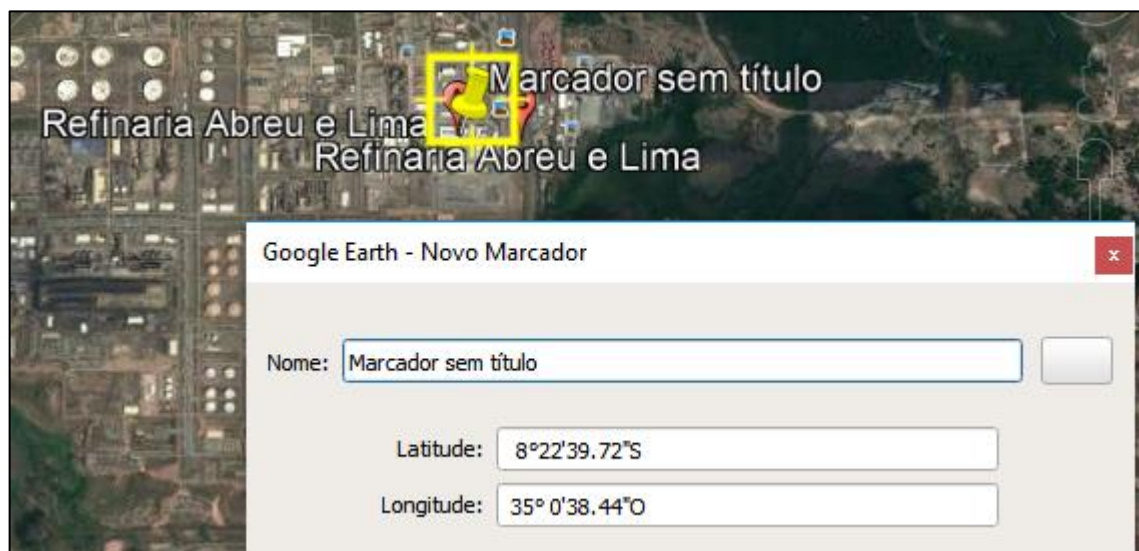 Marcador sem título
Refinaria Abreu e Lima
Refinaria Abreu e Lima
Google Earth - Novo Marcador
x
Nome: Marcador sem título
Latitude: 8°22'39.72"S
Longitude: 35° 0'38.44"O